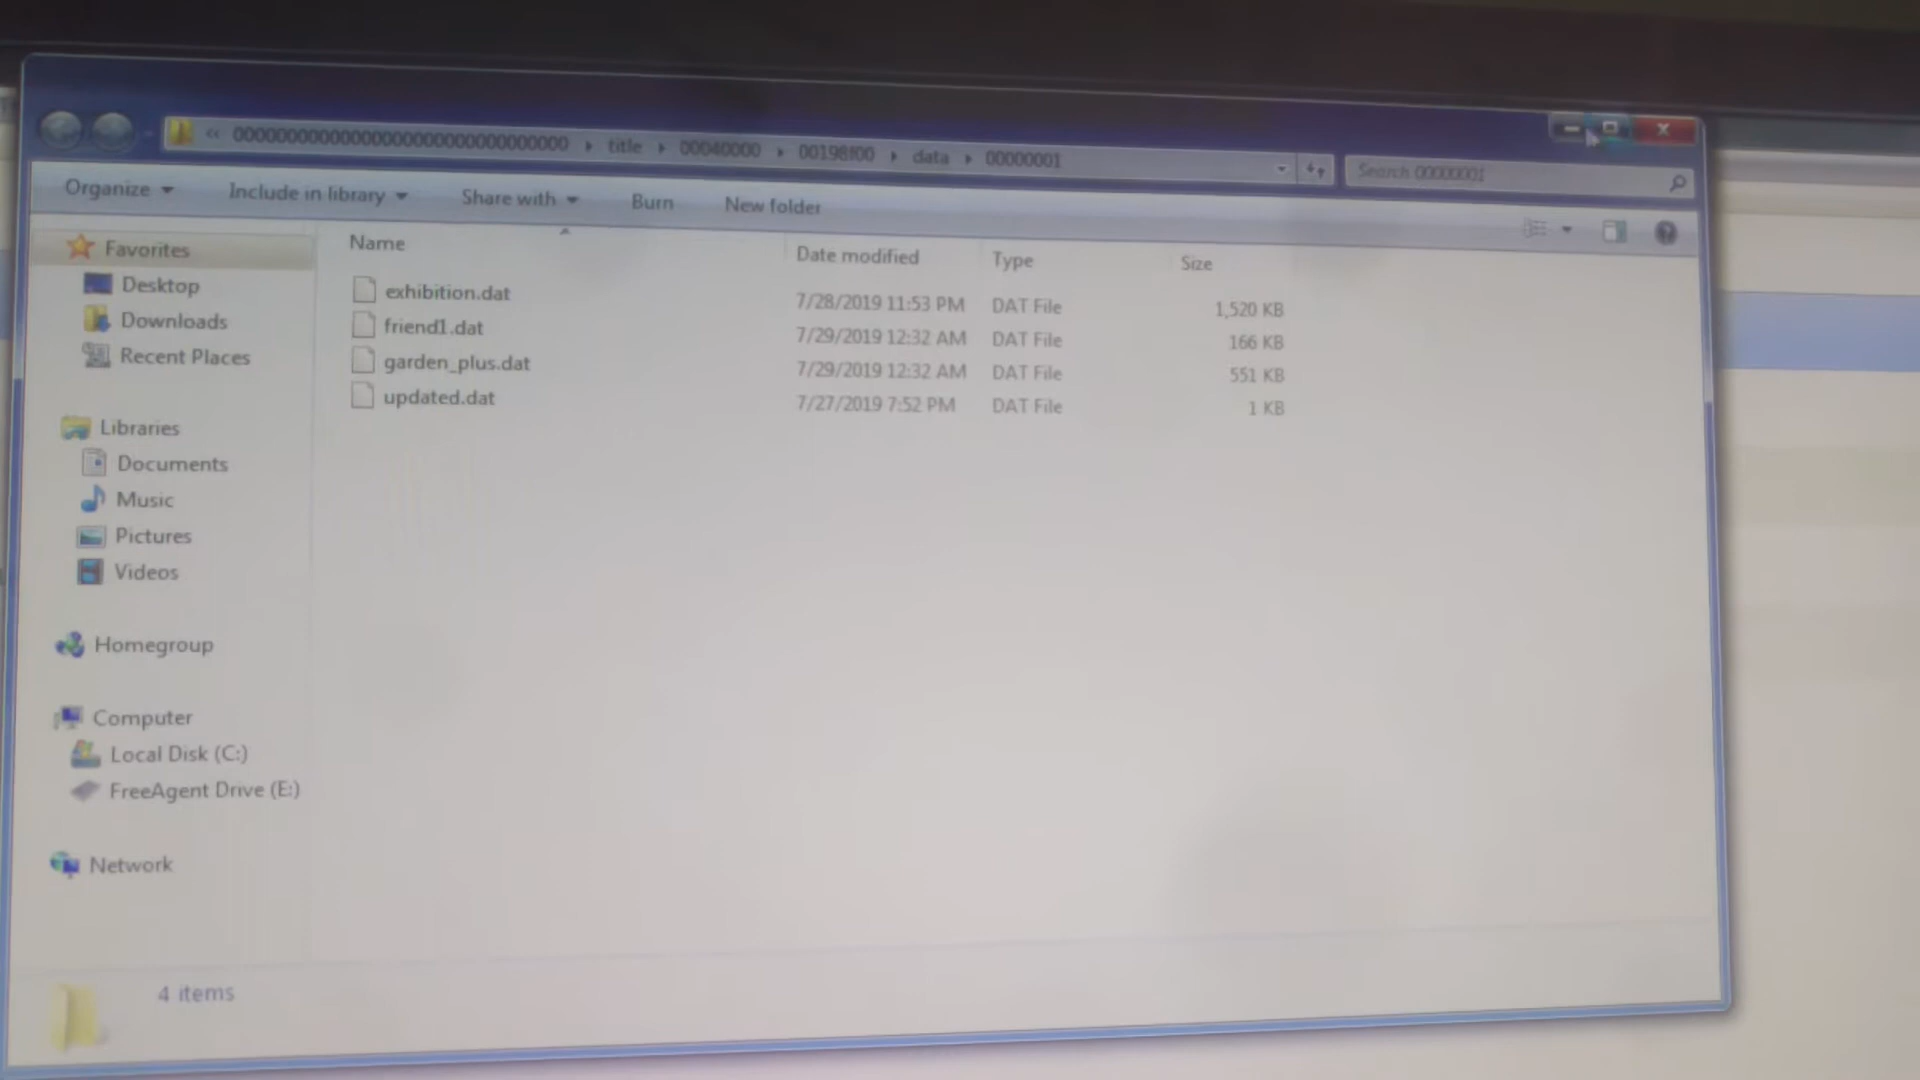 « 00000000000000000000000000000000 ▸ title ▸ 00040000 ▸ 00198f00 ▸ data ▸ 00000001
Search 00000001
Organize Include in library Share with Burn New folder
Name Date modified Type Size
exhibition.dat 7/28/2019 11:53 PM DAT File 1,520 KB
friend1.dat 7/29/2019 12:32 AM DAT File 166 KB
garden_plus.dat 7/29/2019 12:32 AM DAT File 551 KB
updated.dat 7/27/2019 7:52 PM DAT File 1 KB
Favorites
Desktop
Downloads
Recent Places
Libraries
Documents
Music
Pictures
Videos
Homegroup
Computer
Local Disk (C:)
FreeAgent Drive (E:)
Network
4 items